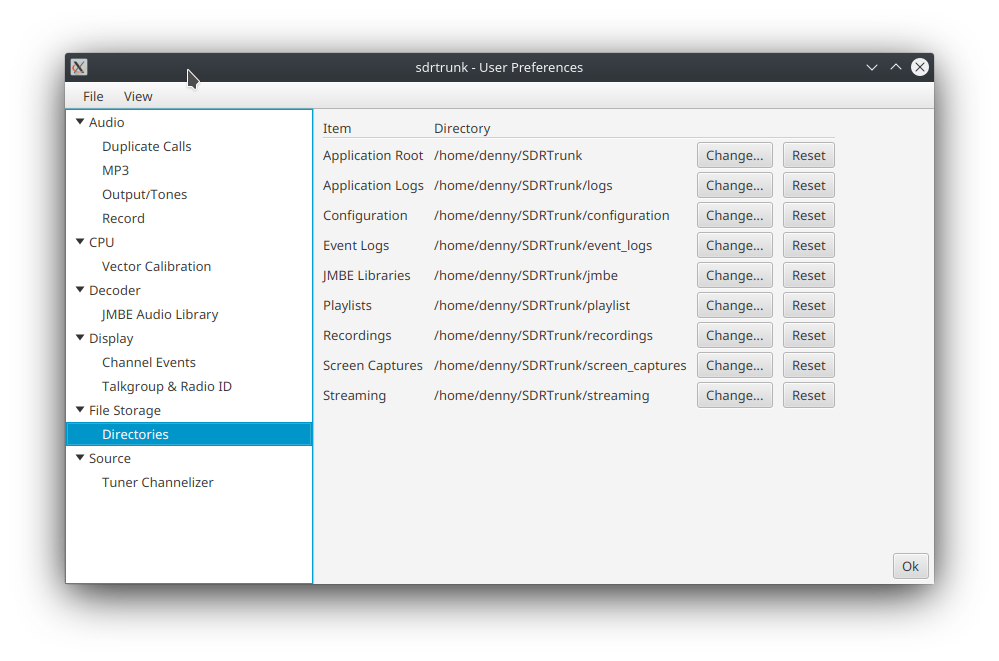 sdrtrunk - User Preferences
File View
Audio
Duplicate Calls
MP3
Output/Tones
Record
CPU
Vector Calibration
Decoder
JMBE Audio Library
Display
Channel Events
Talkgroup & Radio ID
File Storage
Directories
Source
Tuner Channelizer
Item Directory
Application Root /home/denny/SDRTrunk Change... Reset
Application Logs /home/denny/SDRTrunk/logs Change... Reset
Configuration /home/denny/SDRTrunk/configuration Change... Reset
Event Logs /home/denny/SDRTrunk/event_logs Change... Reset
JMBE Libraries /home/denny/SDRTrunk/jmbe Change... Reset
Playlists /home/denny/SDRTrunk/playlist Change... Reset
Recordings /home/denny/SDRTrunk/recordings Change... Reset
Screen Captures /home/denny/SDRTrunk/screen_captures Change... Reset
Streaming /home/denny/SDRTrunk/streaming Change... Reset
Ok